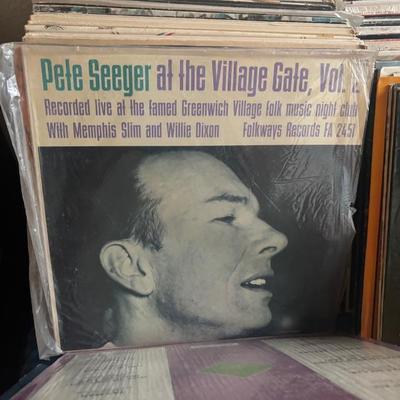 Pete Seeger at the Village Gate, Vol. 2
Recorded live at the famed Greenwich Village folk music night club
With Memphis Slim and Willie Dixon Folkways Records FA 2451